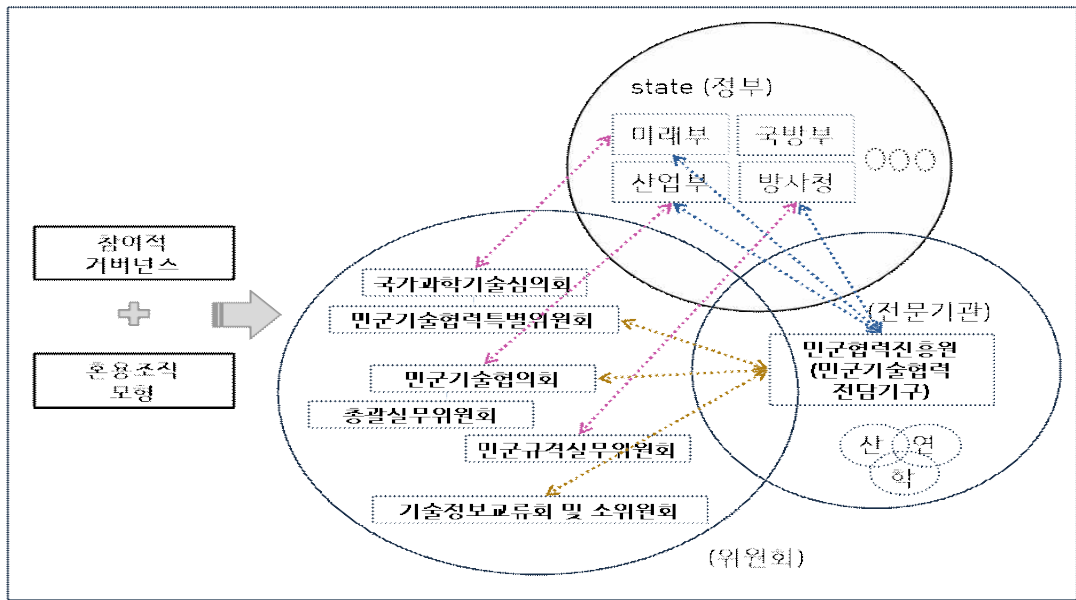 state (정부)
미래부
국방부
산업부
방사청
○○○
참여적
거버넌스
혼용조직
모형
국가과학기술심의회
민군기술협력특별위원회
민군기술협의회
총괄실무위원회
민군규격실무위원회
기술정보교류회 및 소위원회
(위원회)
(전문기관)
민군협력진흥원
(민군기술협력
전담기구)
산
연
학